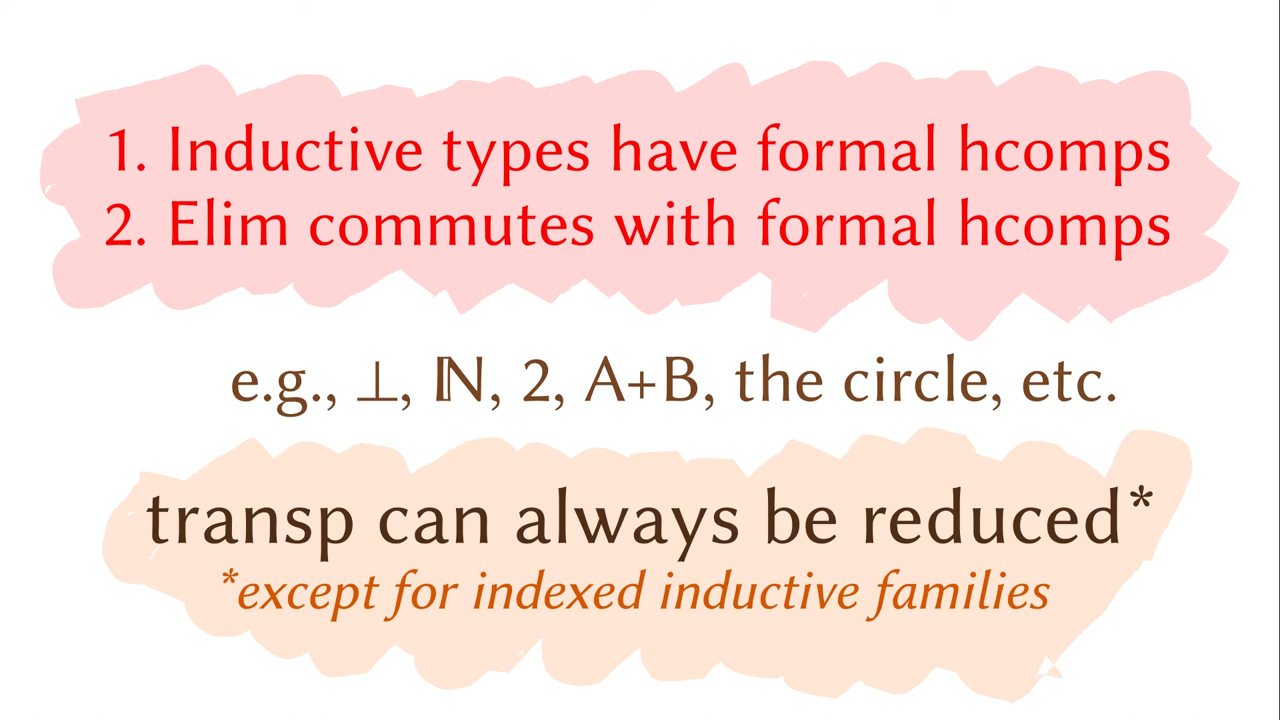 1. Inductive types have formal hcomps
2. Elim commutes with formal hcomps
e.g., ⊥, ℕ, 2, A+B, the circle, etc.
transp can always be reduced*
*except for indexed inductive families